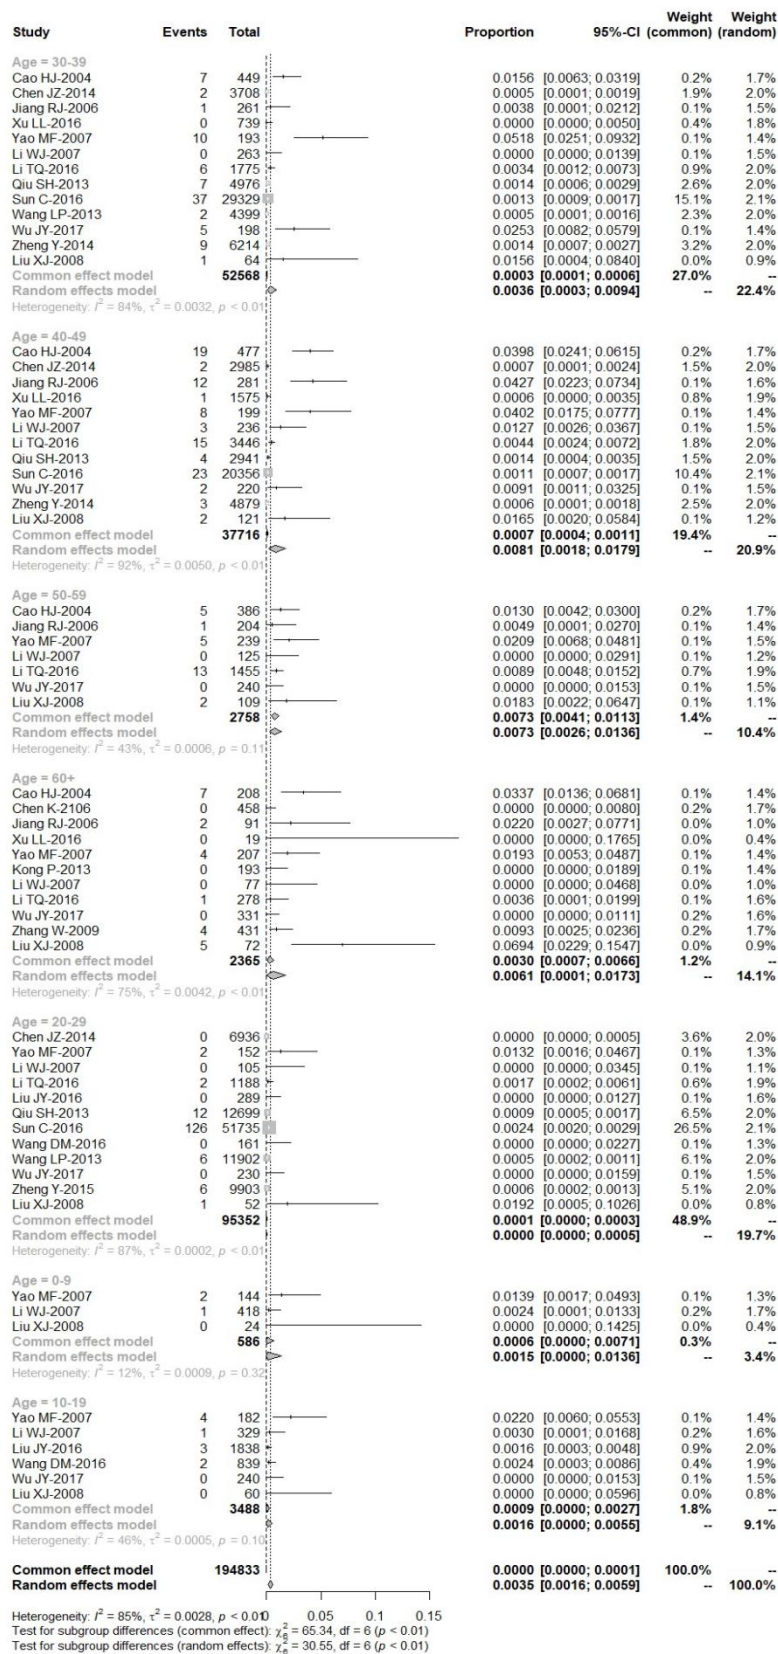 Weight Weight
Study Events Total Proportion 95%-CI (common) (random)
Age = 30-39
Cao HJ-2004 7 449 0.0156 [0.0063; 0.0319] 0.2% 1.7%
Chen JZ-2014 2 3708 0.0005 [0.0001; 0.0019] 1.9% 2.0%
Jiang RJ-2006 1 261 0.0038 [0.0001; 0.0212] 0.1% 1.5%
Xu LL-2016 0 739 0.0000 [0.0000; 0.0050] 0.4% 1.8%
Yao MF-2007 10 193 0.0518 [0.0251; 0.0932] 0.1% 1.4%
Li WJ-2007 0 263 0.0000 [0.0000; 0.0139] 0.1% 1.5%
Li TQ-2016 6 1775 0.0034 [0.0012; 0.0073] 0.9% 2.0%
Qiu SH-2013 7 4976 0.0014 [0.0006; 0.0029] 2.6% 2.0%
Sun C-2016 37 29329 0.0013 [0.0009; 0.0017] 15.1% 2.1%
Wang LP-2013 2 4399 0.0005 [0.0001; 0.0016] 2.3% 2.0%
Wu JY-2017 5 198 0.0253 [0.0082; 0.0579] 0.1% 1.4%
Zheng Y-2014 9 6214 0.0014 [0.0007; 0.0027] 3.2% 2.0%
Liu XJ-2008 1 64 0.0156 [0.0004; 0.0840] 0.0% 0.9%
Common effect model 52568 0.0003 [0.0001; 0.0006] 27.0% --
Random effects model 0.0036 [0.0003; 0.0094] -- 22.4%
Heterogeneity: I² = 84%, τ² = 0.0032, p < 0.01
Age = 40-49
Cao HJ-2004 19 477 0.0398 [0.0241; 0.0615] 0.2% 1.7%
Chen JZ-2014 2 2985 0.0007 [0.0001; 0.0024] 1.5% 2.0%
Jiang RJ-2006 12 281 0.0427 [0.0223; 0.0734] 0.1% 1.6%
Xu LL-2016 1 1575 0.0006 [0.0000; 0.0035] 0.8% 1.9%
Yao MF-2007 8 199 0.0402 [0.0175; 0.0777] 0.1% 1.4%
Li WJ-2007 3 236 0.0127 [0.0026; 0.0367] 0.1% 1.5%
Li TQ-2016 15 3446 0.0044 [0.0024; 0.0072] 1.8% 2.0%
Qiu SH-2013 4 2941 0.0014 [0.0004; 0.0035] 1.5% 2.0%
Sun C-2016 23 20356 0.0011 [0.0007; 0.0017] 10.4% 2.1%
Wu JY-2017 2 220 0.0091 [0.0011; 0.0325] 0.1% 1.5%
Zheng Y-2014 3 4879 0.0006 [0.0001; 0.0018] 2.5% 2.0%
Liu XJ-2008 2 121 0.0165 [0.0020; 0.0584] 0.1% 1.2%
Common effect model 37716 0.0007 [0.0004; 0.0011] 19.4% --
Random effects model 0.0081 [0.0018; 0.0179] -- 20.9%
Heterogeneity: I² = 92%, τ² = 0.0050, p < 0.01
Age = 50-59
Cao HJ-2004 5 386 0.0130 [0.0042; 0.0300] 0.2% 1.7%
Jiang RJ-2006 1 204 0.0049 [0.0001; 0.0270] 0.1% 1.4%
Yao MF-2007 5 239 0.0209 [0.0068; 0.0481] 0.1% 1.5%
Li WJ-2007 0 125 0.0000 [0.0000; 0.0291] 0.1% 1.2%
Li TQ-2016 13 1455 0.0089 [0.0048; 0.0152] 0.7% 1.9%
Wu JY-2017 0 240 0.0000 [0.0000; 0.0153] 0.1% 1.5%
Liu XJ-2008 2 109 0.0183 [0.0022; 0.0647] 0.1% 1.1%
Common effect model 2758 0.0073 [0.0041; 0.0113] 1.4% --
Random effects model 0.0073 [0.0026; 0.0136] -- 10.4%
Heterogeneity: I² = 43%, τ² = 0.0006, p = 0.11
Age = 60+
Cao HJ-2004 7 208 0.0337 [0.0136; 0.0681] 0.1% 1.4%
Chen K-2106 0 458 0.0000 [0.0000; 0.0080] 0.2% 1.7%
Jiang RJ-2006 2 91 0.0220 [0.0027; 0.0771] 0.0% 1.0%
Xu LL-2016 0 19 0.0000 [0.0000; 0.1765] 0.0% 0.4%
Yao MF-2007 4 207 0.0193 [0.0053; 0.0487] 0.1% 1.4%
Kong P-2013 0 193 0.0000 [0.0000; 0.0189] 0.1% 1.4%
Li WJ-2007 0 77 0.0000 [0.0000; 0.0468] 0.0% 1.0%
Li TQ-2016 1 278 0.0036 [0.0001; 0.0199] 0.1% 1.6%
Wu JY-2017 0 331 0.0000 [0.0000; 0.0111] 0.2% 1.6%
Zhang W-2009 4 431 0.0093 [0.0025; 0.0236] 0.2% 1.7%
Liu XJ-2008 5 72 0.0694 [0.0229; 0.1547] 0.0% 0.9%
Common effect model 2365 0.0030 [0.0007; 0.0066] 1.2% --
Random effects model 0.0061 [0.0001; 0.0173] -- 14.1%
Heterogeneity: I² = 75%, τ² = 0.0042, p < 0.01
Age = 20-29
Chen JZ-2014 0 6936 0.0000 [0.0000; 0.0005] 3.6% 2.0%
Yao MF-2007 2 152 0.0132 [0.0016; 0.0467] 0.1% 1.3%
Li WJ-2007 0 105 0.0000 [0.0000; 0.0345] 0.1% 1.1%
Li TQ-2016 2 1188 0.0017 [0.0002; 0.0061] 0.6% 1.9%
Liu JY-2016 0 289 0.0000 [0.0000; 0.0127] 0.1% 1.6%
Qiu SH-2013 12 12699 0.0009 [0.0005; 0.0017] 6.5% 2.0%
Sun C-2016 126 51735 0.0024 [0.0020; 0.0029] 26.5% 2.1%
Wang DM-2016 0 161 0.0000 [0.0000; 0.0227] 0.1% 1.3%
Wang LP-2013 6 11902 0.0005 [0.0002; 0.0011] 6.1% 2.0%
Wu JY-2017 0 230 0.0000 [0.0000; 0.0159] 0.1% 1.5%
Zheng Y-2015 6 9903 0.0006 [0.0002; 0.0013] 5.1% 2.0%
Liu XJ-2008 1 52 0.0192 [0.0005; 0.1026] 0.0% 0.8%
Common effect model 95352 0.0001 [0.0000; 0.0003] 48.9% --
Random effects model 0.0000 [0.0000; 0.0005] -- 19.7%
Heterogeneity: I² = 87%, τ² = 0.0002, p < 0.01
Age = 0-9
Yao MF-2007 2 144 0.0139 [0.0017; 0.0493] 0.1% 1.3%
Li WJ-2007 1 418 0.0024 [0.0001; 0.0133] 0.2% 1.7%
Liu XJ-2008 0 24 0.0000 [0.0000; 0.1425] 0.0% 0.4%
Common effect model 586 0.0006 [0.0000; 0.0071] 0.3% --
Random effects model 0.0015 [0.0000; 0.0136] -- 3.4%
Heterogeneity: I² = 12%, τ² = 0.0009, p = 0.32
Age = 10-19
Yao MF-2007 4 182 0.0220 [0.0060; 0.0553] 0.1% 1.4%
Li WJ-2007 1 329 0.0030 [0.0001; 0.0168] 0.2% 1.6%
Liu JY-2016 3 1838 0.0016 [0.0003; 0.0048] 0.9% 2.0%
Wang DM-2016 2 839 0.0024 [0.0003; 0.0086] 0.4% 1.9%
Wu JY-2017 0 240 0.0000 [0.0000; 0.0153] 0.1% 1.5%
Liu XJ-2008 0 60 0.0000 [0.0000; 0.0596] 0.0% 0.8%
Common effect model 3488 0.0009 [0.0000; 0.0027] 1.8% --
Random effects model 0.0016 [0.0000; 0.0055] -- 9.1%
Heterogeneity: I² = 46%, τ² = 0.0005, p = 0.10
Common effect model 194833 0.0000 [0.0000; 0.0001] 100.0% --
Random effects model 0.0035 [0.0016; 0.0059] -- 100.0%
0 0.05 0.1 0.15
Heterogeneity: I² = 85%, τ² = 0.0028, p < 0.01
Test for subgroup differences (common effect): χ²₆ = 65.34, df = 6 (p < 0.01)
Test for subgroup differences (random effects): χ²₆ = 30.55, df = 6 (p < 0.01)